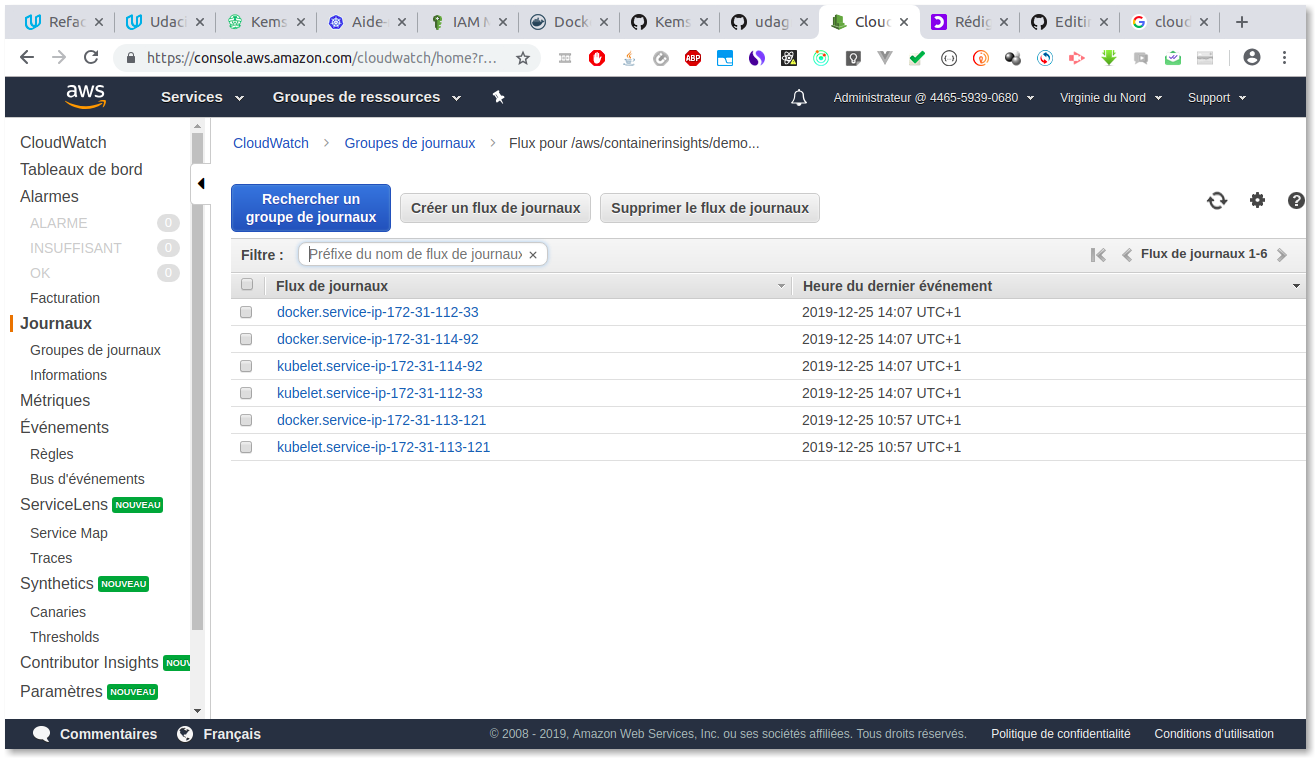 Refac
Udaci
Kems
Aide-
IAM M
Docke
Kems
udag
Cloud
Rédig
Editin
cloud
https://console.aws.amazon.com/cloudwatch/home?r...
ABP
aws
Services
Groupes de ressources
Administrateur @ 4465-5939-0680
Virginie du Nord
Support
CloudWatch
Tableaux de bord
Alarmes
ALARME 0
INSUFFISANT 0
OK 0
Facturation
Journaux
Groupes de journaux
Informations
Métriques
Événements
Règles
Bus d'événements
ServiceLens NOUVEAU
Service Map
Traces
Synthetics NOUVEAU
Canaries
Thresholds
Contributor Insights NOUV
Paramètres NOUVEAU
CloudWatch > Groupes de journaux > Flux pour /aws/containerinsights/demo...
Rechercher un
groupe de journaux
Créer un flux de journaux
Supprimer le flux de journaux
Filtre : Préfixe du nom de flux de journaux ×
Flux de journaux 1-6
Flux de journaux Heure du dernier événement
docker.service-ip-172-31-112-33 2019-12-25 14:07 UTC+1
docker.service-ip-172-31-114-92 2019-12-25 14:07 UTC+1
kubelet.service-ip-172-31-114-92 2019-12-25 14:07 UTC+1
kubelet.service-ip-172-31-112-33 2019-12-25 14:07 UTC+1
docker.service-ip-172-31-113-121 2019-12-25 10:57 UTC+1
kubelet.service-ip-172-31-113-121 2019-12-25 10:57 UTC+1
Commentaires
Français
© 2008 - 2019, Amazon Web Services, Inc. ou ses sociétés affiliées. Tous droits réservés.
Politique de confidentialité
Conditions d'utilisation